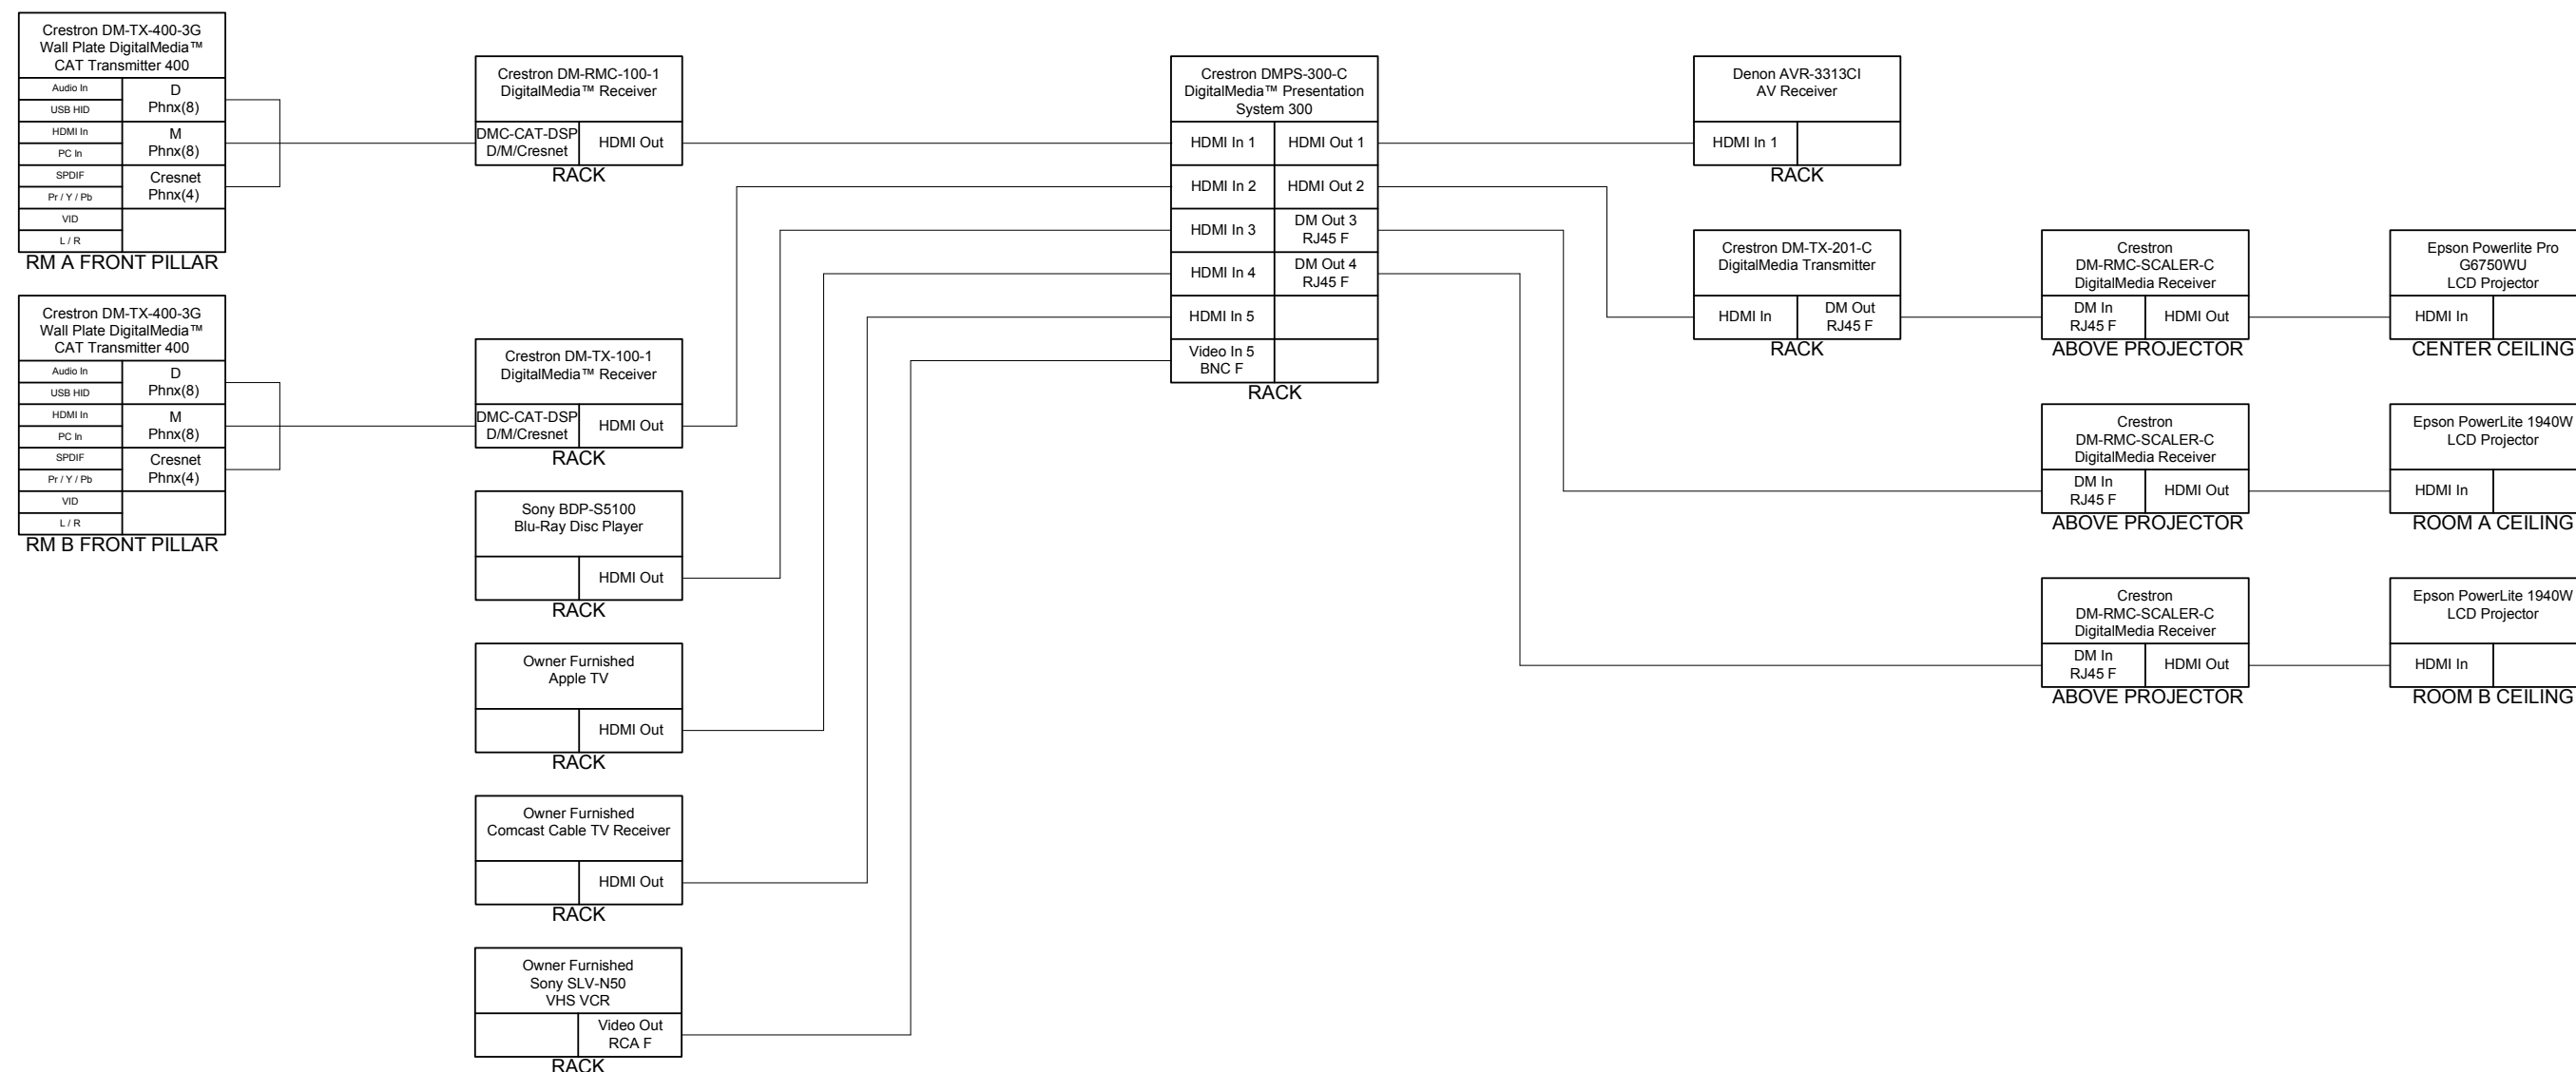 Crestron DM-TX-400-3G
Wall Plate DigitalMedia™
CAT Transmitter 400
Audio In
USB HID
HDMI In
PC In
SPDIF
Pr / Y / Pb
VID
L / R
D
Phnx(8)
M
Phnx(8)
Cresnet
Phnx(4)
RM A FRONT PILLAR
Crestron DM-TX-400-3G
Wall Plate DigitalMedia™
CAT Transmitter 400
Audio In
USB HID
HDMI In
PC In
SPDIF
Pr / Y / Pb
VID
L / R
D
Phnx(8)
M
Phnx(8)
Cresnet
Phnx(4)
RM B FRONT PILLAR
Crestron DM-RMC-100-1
DigitalMedia™ Receiver
DMC-CAT-DSP
D/M/Cresnet
HDMI Out
RACK
Crestron DM-TX-100-1
DigitalMedia™ Receiver
DMC-CAT-DSP
D/M/Cresnet
HDMI Out
RACK
Sony BDP-S5100
Blu-Ray Disc Player
HDMI Out
RACK
Owner Furnished
Apple TV
HDMI Out
RACK
Owner Furnished
Comcast Cable TV Receiver
HDMI Out
RACK
Owner Furnished
Sony SLV-N50
VHS VCR
Video Out
RCA F
RACK
Crestron DMPS-300-C
DigitalMedia™ Presentation
System 300
HDMI In 1
HDMI Out 1
HDMI In 2
HDMI Out 2
HDMI In 3
DM Out 3
RJ45 F
HDMI In 4
DM Out 4
RJ45 F
HDMI In 5
Video In 5
BNC F
RACK
Denon AVR-3313CI
AV Receiver
HDMI In 1
RACK
Crestron DM-TX-201-C
DigitalMedia Transmitter
HDMI In
DM Out
RJ45 F
RACK
Crestron
DM-RMC-SCALER-C
DigitalMedia Receiver
DM In
RJ45 F
HDMI Out
ABOVE PROJECTOR
Epson Powerlite Pro
G6750WU
LCD Projector
HDMI In
CENTER CEILING
Crestron
DM-RMC-SCALER-C
DigitalMedia Receiver
DM In
RJ45 F
HDMI Out
ABOVE PROJECTOR
Epson PowerLite 1940W
LCD Projector
HDMI In
ROOM A CEILING
Crestron
DM-RMC-SCALER-C
DigitalMedia Receiver
DM In
RJ45 F
HDMI Out
ABOVE PROJECTOR
Epson PowerLite 1940W
LCD Projector
HDMI In
ROOM B CEILING